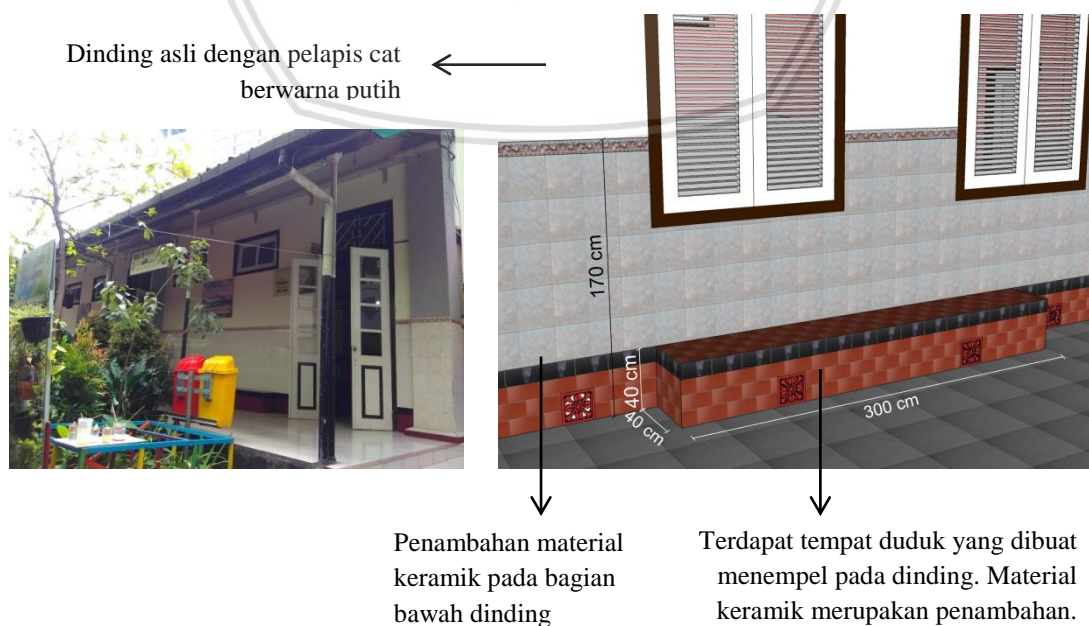 Dinding asli dengan pelapis cat
berwarna putih
170 cm
40 cm
40 cm
300 cm
Penambahan material
keramik pada bagian
bawah dinding
Terdapat tempat duduk yang dibuat
menempel pada dinding. Material
keramik merupakan penambahan.